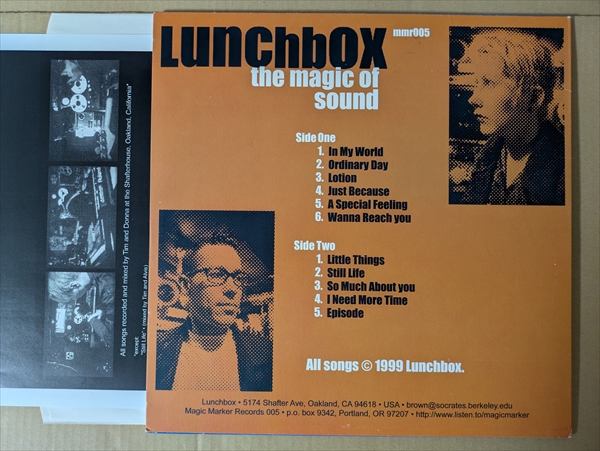 LunchbOX
mmr005
the magic of
sound
Side One
1. In My World
2. Ordinary Day
3. Lotion
4. Just Because
5. A Special Feeling
6. Wanna Reach you
Side Two
1. Little Things
2. Still Life
3. So Much About you
4. I Need More Time
5. Episode
All songs © 1999 Lunchbox.
Lunchbox • 5174 Shafter Ave, Oakland, CA 94618 • USA • brown@socrates.berkeley.edu
Magic Marker Records 005 • p.o. box 9342, Portland, OR 97207 • http://www.listen.to/magicmarker
All songs recorded and mixed by Tim and Donna at the Shafterhouse, Oakland, California*
*except
"Still Life" • (mixed by Tim and Alvis)